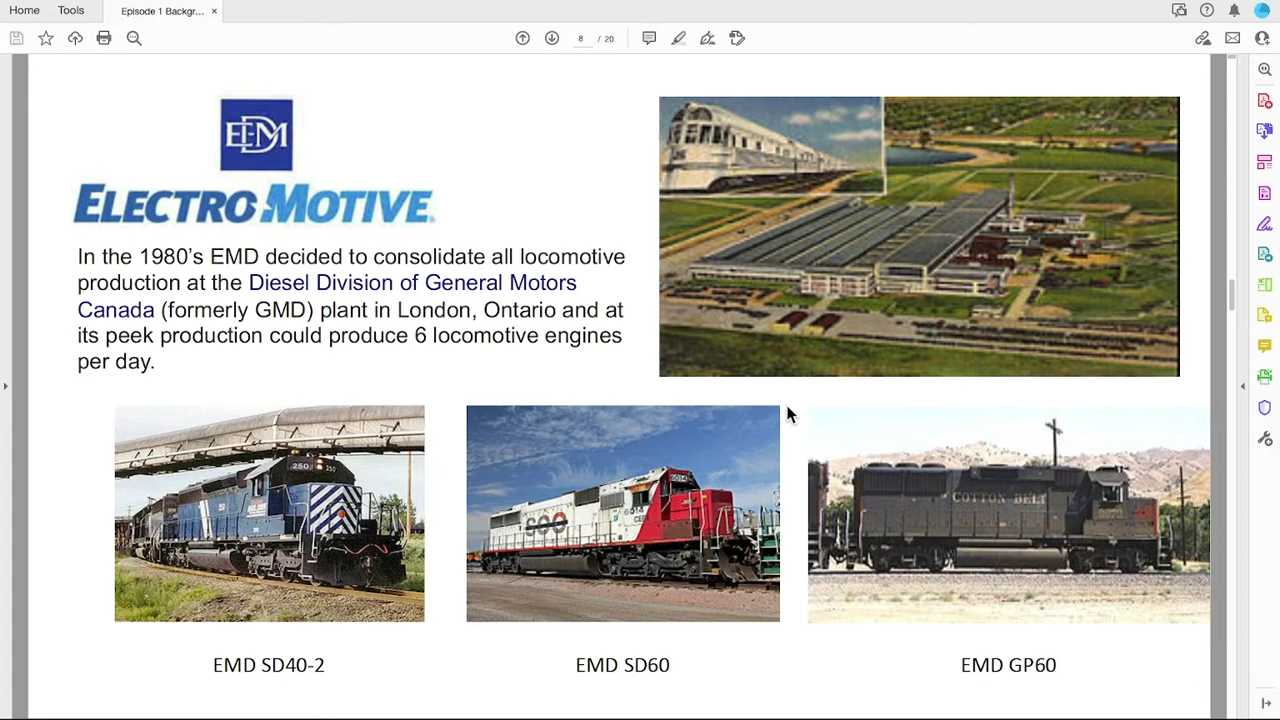 Home
Tools
Episode 1 Backgr...
8 / 20
EMD
ELECTRO MOTIVE
In the 1980's EMD decided to consolidate all locomotive
production at the Diesel Division of General Motors
Canada (formerly GMD) plant in London, Ontario and at
its peek production could produce 6 locomotive engines
per day.
250
250
SOO
6014
COTTON BELT
EMD SD40-2
EMD SD60
EMD GP60